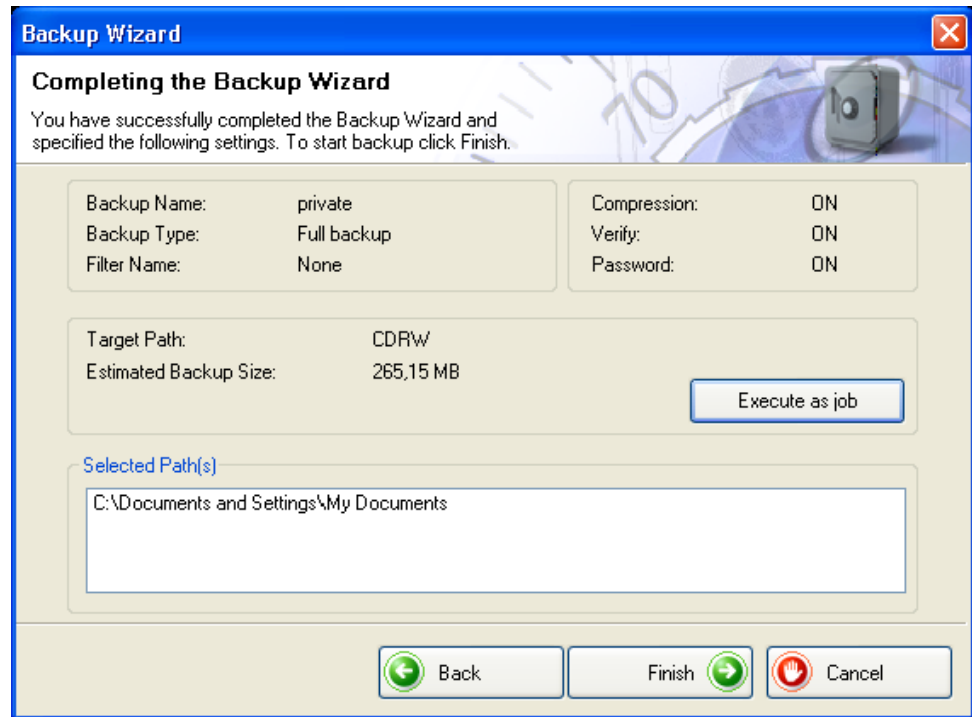 Backup Wizard
Completing the Backup Wizard
You have successfully completed the Backup Wizard and
specified the following settings. To start backup click Finish.
Backup Name: private
Backup Type: Full backup
Filter Name: None
Compression: ON
Verify: ON
Password: ON
Target Path: CDRW
Estimated Backup Size: 265,15 MB
Execute as job
Selected Path(s)
C:\Documents and Settings\My Documents
Back
Finish
Cancel
70